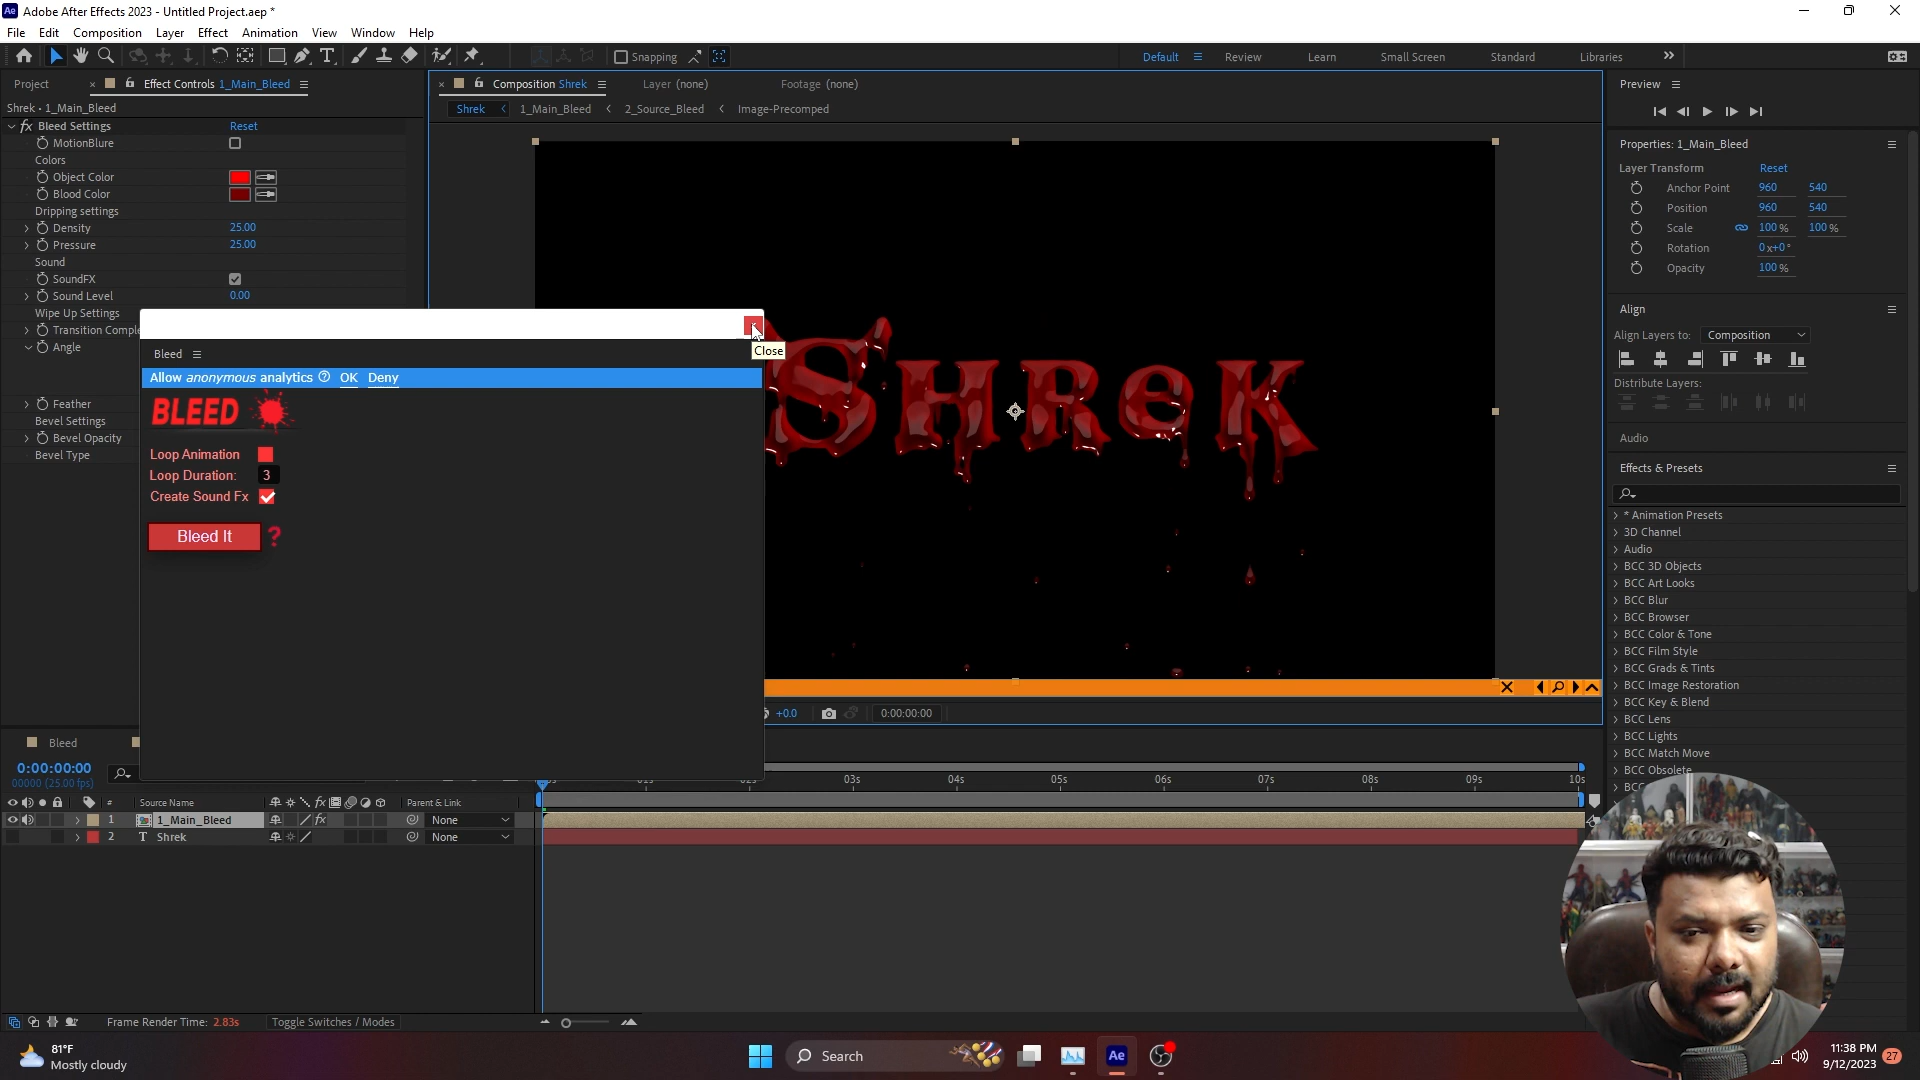 Ae Adobe After Effects 2023 - Untitled Project.aep *
File Edit Composition Layer Effect Animation View Window Help
Snapping
Default Review Learn Small Screen Standard Libraries
Project Effect Controls 1_Main_Bleed
Shrek • 1_Main_Bleed
fx Bleed Settings Reset
MotionBlure
Colors
Object Color
Blood Color
Dripping settings
Density 25.00
Pressure 25.00
Sound
SoundFX
Sound Level 0.00
Wipe Up Settings
Transition Comple
Angle
Feather
Bevel Settings
Bevel Opacity
Bevel Type
Close
Bleed
Allow anonymous analytics ? OK Deny
BLEED
Loop Animation
Loop Duration: 3
Create Sound Fx
Bleed It ?
Composition Shrek Layer (none) Footage (none)
Shrek 1_Main_Bleed 2_Source_Bleed Image-Precomped
SHReK
+0.0 0:00:00:00
Preview
Properties: 1_Main_Bleed
Layer Transform Reset
Anchor Point 960 540
Position 960 540
Scale 100 % 100 %
Rotation 0x+0°
Opacity 100 %
Align
Align Layers to: Composition
Distribute Layers:
Audio
Effects & Presets
* Animation Presets
3D Channel
Audio
BCC 3D Objects
BCC Art Looks
BCC Blur
BCC Browser
BCC Color & Tone
BCC Film Style
BCC Grads & Tints
BCC Image Restoration
BCC Key & Blend
BCC Lens
BCC Lights
BCC Match Move
BCC Obsolete
Bleed
0:00:00:00
00000 (25.00 fps)
03s 04s 05s 06s 07s 08s 09s 10s
# Source Name fx Parent & Link
1 1_Main_Bleed fx None
2 T Shrek None
Frame Render Time: 2.83s Toggle Switches / Modes
81°F
Mostly cloudy
Search
Ae
11:38 PM
9/12/2023
27